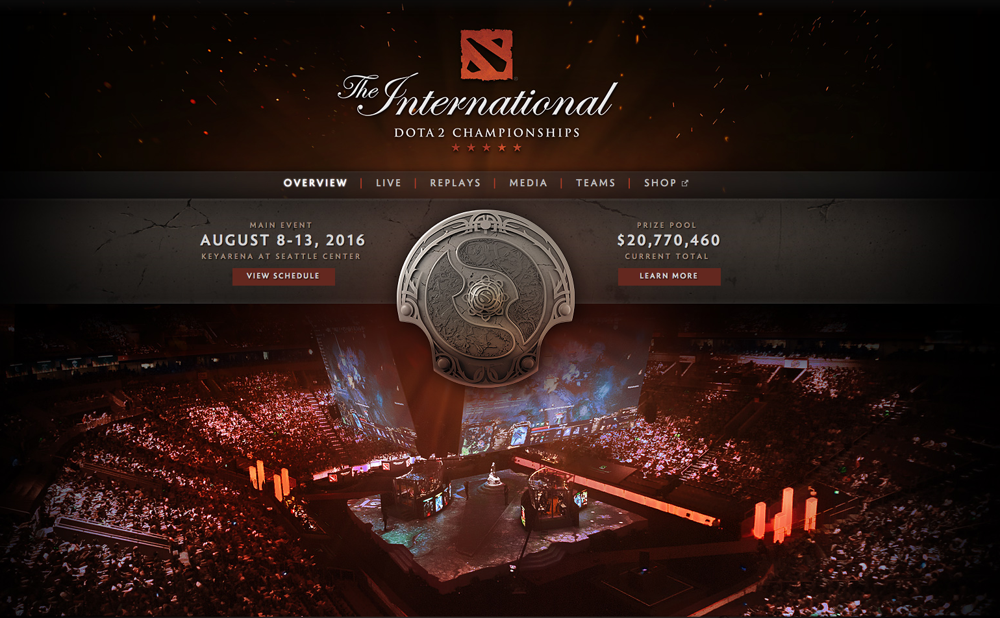 The International
DOTA 2 CHAMPIONSHIPS
OVERVIEW | LIVE | REPLAYS | MEDIA | TEAMS | SHOP
MAIN EVENT
AUGUST 8-13, 2016
KEYARENA AT SEATTLE CENTER
VIEW SCHEDULE
PRIZE POOL
$20,770,460
CURRENT TOTAL
LEARN MORE